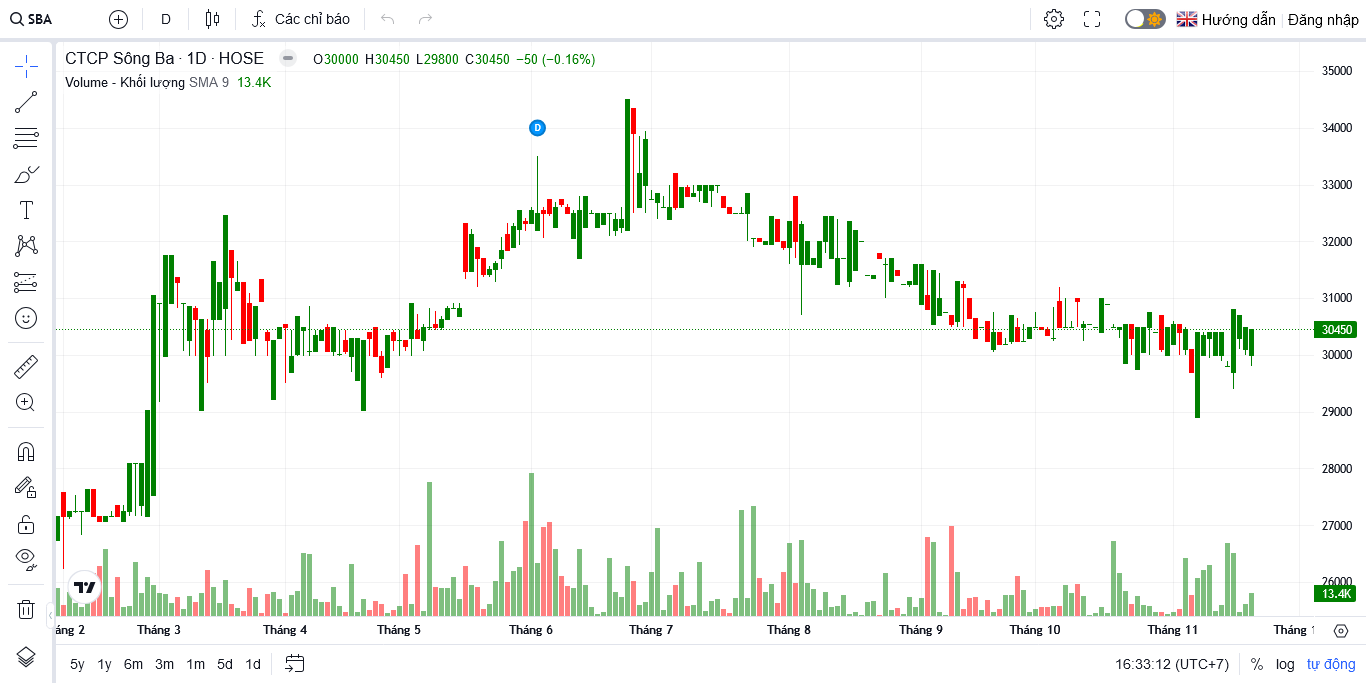 SBA D Các chỉ báo Hướng dẫn Đăng nhập
CTCP Sông Ba · 1D · HOSE O30000 H30450 L29800 C30450 −50 (−0.16%)
Volume - Khối lượng SMA 9 13.4K
D
35000
34000
33000
32000
31000
30450
30000
29000
28000
27000
26000
13.4K
áng 2 Tháng 3 Tháng 4 Tháng 5 Tháng 6 Tháng 7 Tháng 8 Tháng 9 Tháng 10 Tháng 11 Tháng 1
5y 1y 6m 3m 1m 5d 1d 16:33:12 (UTC+7) % log tự động